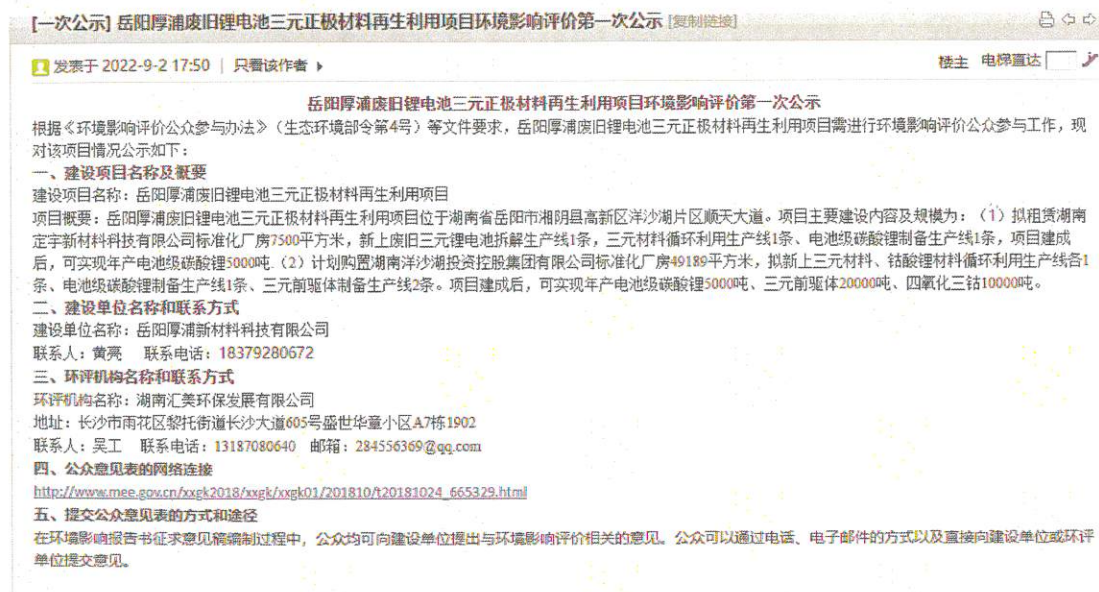 [一次公示] 岳阳厚浦废旧锂电池三元正极材料再生利用项目环境影响评价第一次公示 [复制链接]
发表于 2022-9-2 17:50 | 只看该作者
楼主 电梯直达
岳阳厚浦废旧锂电池三元正极材料再生利用项目环境影响评价第一次公示
根据《环境影响评价公众参与办法》（生态环境部令第4号）等文件要求，岳阳厚浦废旧锂电池三元正极材料再生利用项目需进行环境影响评价公众参与工作，现
对该项目情况公示如下：
一、建设项目名称及概要
建设项目名称：岳阳厚浦废旧锂电池三元正极材料再生利用项目
项目概要：岳阳厚浦废旧锂电池三元正极材料再生利用项目位于湖南省岳阳市湘阴县高新区洋沙湖片区顺天大道。项目主要建设内容及规模为：（1）拟租赁湖南
定宇新材料科技有限公司标准化厂房7500平方米，新上废旧三元锂电池拆解生产线1条，三元材料循环利用生产线1条、电池级碳酸锂制备生产线1条，项目建成
后，可实现年产电池级碳酸锂5000吨.（2）计划购置湖南洋沙湖投资控股集团有限公司标准化厂房49189平方米，拟新上三元材料、钴酸锂材料循环利用生产线各1
条、电池级碳酸锂制备生产线1条、三元前驱体制备生产线2条。项目建成后，可实现年产电池级碳酸锂5000吨、三元前驱体20000吨、四氧化三钴10000吨。
二、建设单位名称和联系方式
建设单位名称：岳阳厚浦新材料科技有限公司
联系人：黄亮 联系电话：18379280672
三、环评机构名称和联系方式
环评机构名称：湖南汇美环保发展有限公司
地址：长沙市雨花区黎托街道长沙大道605号盛世华章小区A7栋1902
联系人：吴工 联系电话：13187080640 邮箱：284556369@qq.com
四、公众意见表的网络连接
http://www.mee.gov.cn/xxgk2018/xxgk/xxgk01/201810/t20181024_665329.html
五、提交公众意见表的方式和途径
在环境影响报告书征求意见稿编制过程中，公众均可向建设单位提出与环境影响评价相关的意见。公众可以通过电话、电子邮件的方式以及直接向建设单位或环评
单位提交意见。